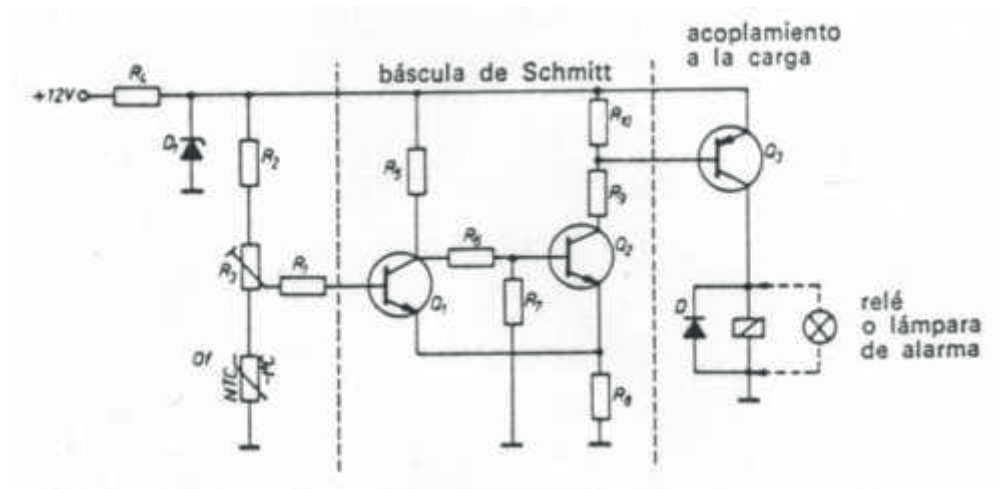 acoplamiento
a la carga
báscula de Schmitt
+12V
R4
D1
R2
R3
R1
R5
R6
Q1
R7
R10
R9
Q2
R8
Q3
D
NTC
relé
o lámpara
de alarma